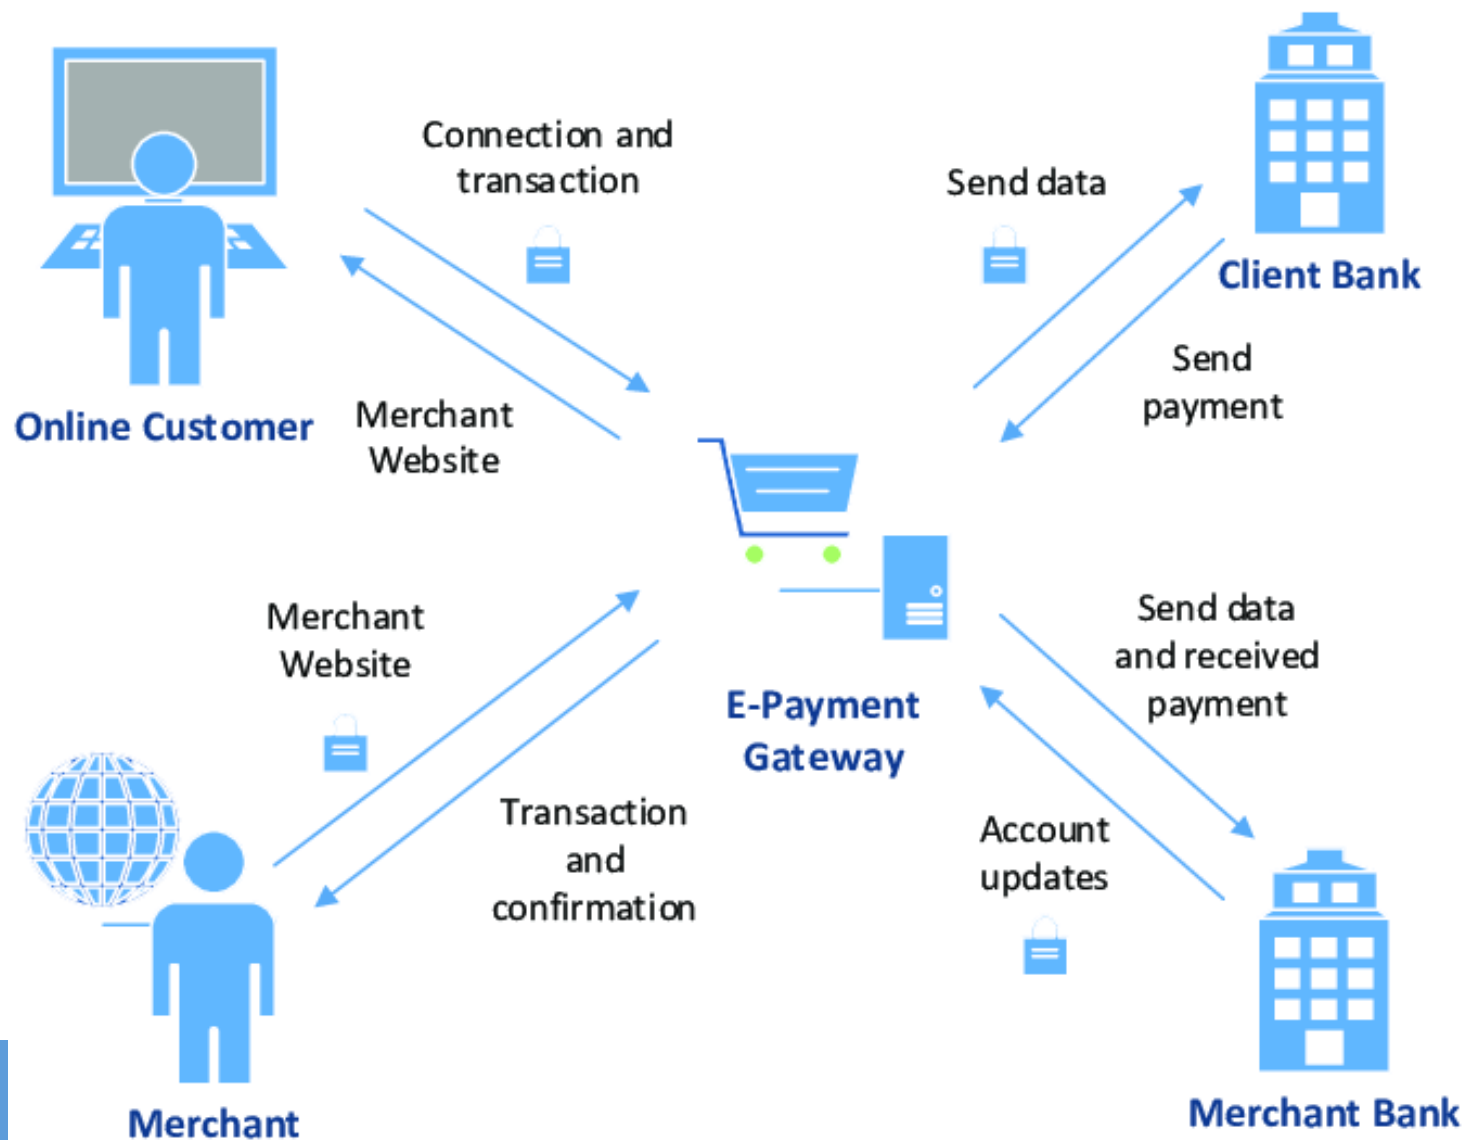 Connection and
transaction
Send data
Client Bank
Send
payment
Online Customer
Merchant
Website
Merchant
Website
Send data
and received
payment
E-Payment
Gateway
Transaction
and
confirmation
Account
updates
Merchant
Merchant Bank